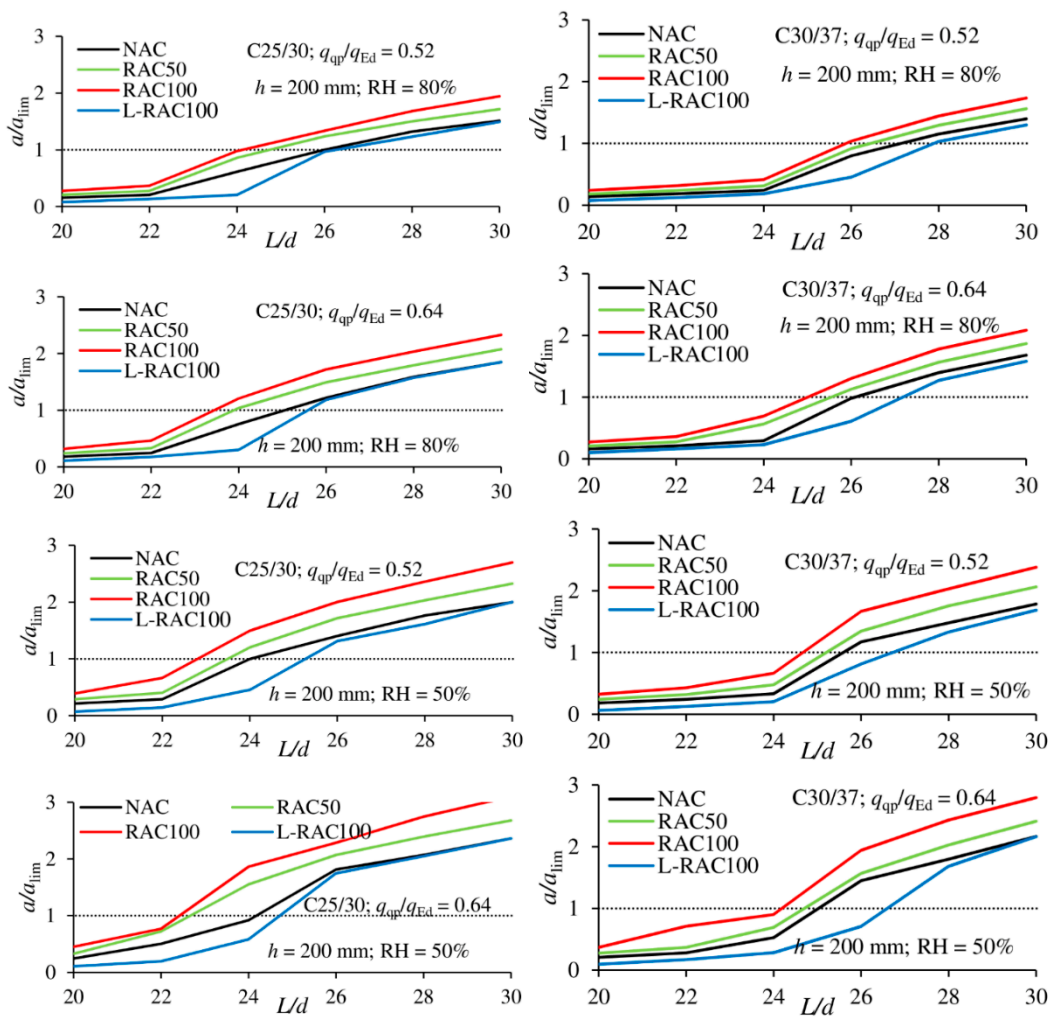 NAC
RAC50
RAC100
L-RAC100
C25/30; qqp/qEd = 0.52
h = 200 mm; RH = 80%
a/alim
3
2
1
0
20 22 24 26 28 30
L/d
NAC
RAC50
RAC100
L-RAC100
C30/37; qqp/qEd = 0.52
h = 200 mm; RH = 80%
a/alim
3
2
1
0
20 22 24 26 28 30
L/d
NAC
RAC50
RAC100
L-RAC100
C25/30; qqp/qEd = 0.64
h = 200 mm; RH = 80%
a/alim
3
2
1
0
20 22 24 26 28 30
L/d
NAC
RAC50
RAC100
L-RAC100
C30/37; qqp/qEd = 0.64
h = 200 mm; RH = 80%
a/alim
3
2
1
0
20 22 24 26 28 30
L/d
NAC
RAC50
RAC100
L-RAC100
C25/30; qqp/qEd = 0.52
h = 200 mm; RH = 50%
a/alim
3
2
1
0
20 22 24 26 28 30
L/d
NAC
RAC50
RAC100
L-RAC100
C30/37; qqp/qEd = 0.52
h = 200 mm; RH = 50%
a/alim
3
2
1
0
20 22 24 26 28 30
L/d
NAC RAC50
RAC100 L-RAC100
C25/30; qqp/qEd = 0.64
h = 200 mm; RH = 50%
a/alim
3
2
1
0
20 22 24 26 28 30
L/d
NAC
RAC50
RAC100
L-RAC100
C30/37; qqp/qEd = 0.64
h = 200 mm; RH = 50%
a/alim
3
2
1
0
20 22 24 26 28 30
L/d